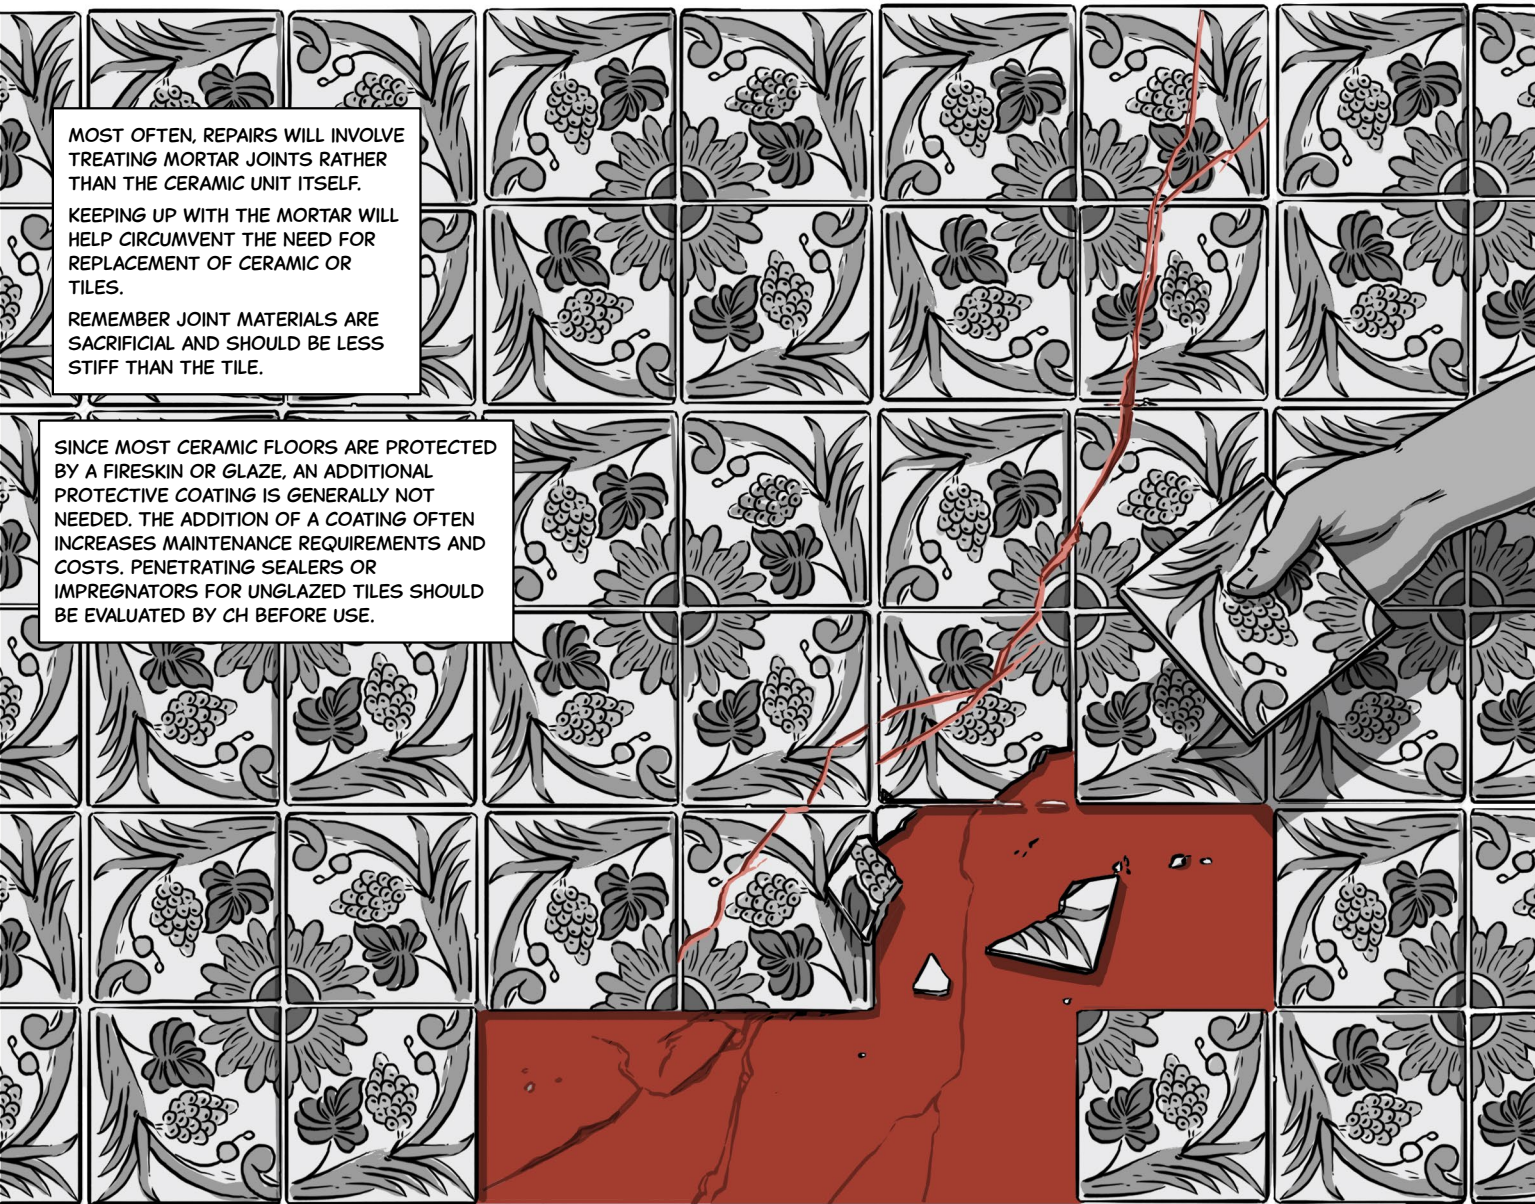 MOST OFTEN, REPAIRS WILL INVOLVE
TREATING MORTAR JOINTS RATHER
THAN THE CERAMIC UNIT ITSELF.
KEEPING UP WITH THE MORTAR WILL
HELP CIRCUMVENT THE NEED FOR
REPLACEMENT OF CERAMIC OR
TILES.
REMEMBER JOINT MATERIALS ARE
SACRIFICIAL AND SHOULD BE LESS
STIFF THAN THE TILE.
SINCE MOST CERAMIC FLOORS ARE PROTECTED
BY A FIRESKIN OR GLAZE, AN ADDITIONAL
PROTECTIVE COATING IS GENERALLY NOT
NEEDED. THE ADDITION OF A COATING OFTEN
INCREASES MAINTENANCE REQUIREMENTS AND
COSTS. PENETRATING SEALERS OR
IMPREGNATORS FOR UNGLAZED TILES SHOULD
BE EVALUATED BY CH BEFORE USE.